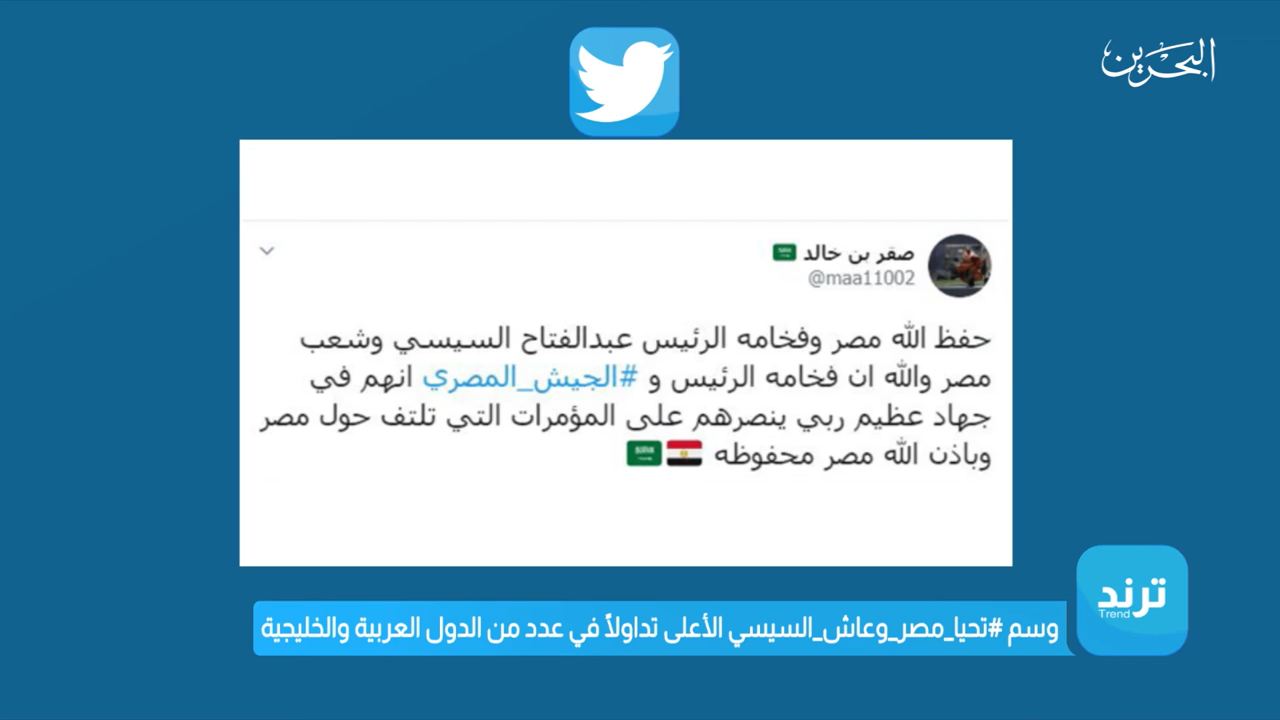 البحرين
صقر بن خالد
@maa11002
حفظ الله مصر وفخامه الرئيس عبدالفتاح السيسي وشعب
مصر والله ان فخامه الرئيس و #الجيش_المصري انهم في
جهاد عظيم ربي ينصرهم على المؤمرات التي تلتف حول مصر
وباذن الله مصر محفوظه
ترند
Trend
وسم #تحيا_مصر_وعاش_السيسي الأعلى تداولًا في عدد من الدول العربية والخليجية